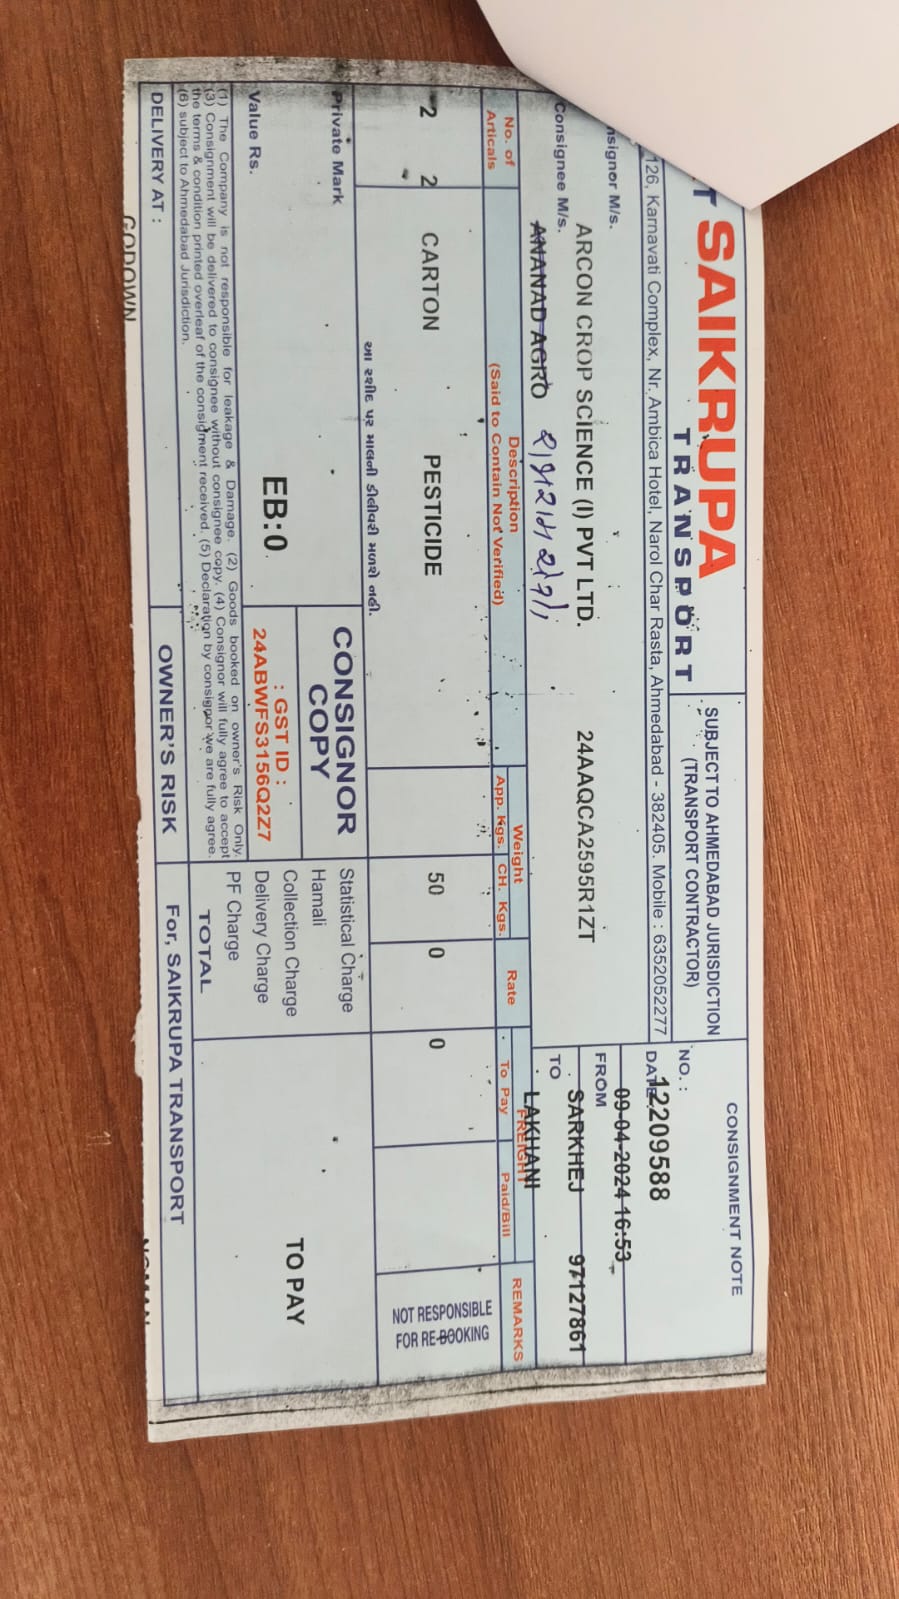 SAIKRUPA
TRANSPORT
SUBJECT TO AHMEDABAD JURISDICTION
(TRANSPORT CONTRACTOR)
CONSIGNMENT NOTE
126, Karnavati Complex, Nr. Ambica Hotel, Narol Char Rasta, Ahmedabad - 382405. Mobile : 6352052277
NO. :
12209588
DATE
09-04-2024 16:53
nsignor M/s.
ARCON CROP SCIENCE (I) PVT LTD.
24AAQCA2595R1ZT
FROM
SARKHEJ 97127861
Consignee M/s.
ANANAD AGRO
TO
LAKHANI
No. of Articals
Description
(Said to Contain Not Verified)
Weight
App. Kgs. CH. Kgs.
Rate
FREIGHT
To Pay Paid/Bill
REMARKS
2 2 CARTON PESTICIDE 50 0 0
NOT RESPONSIBLE
FOR RE-BOOKING
આ રસીદ પર માલની ડીલીવરી મળશે નહી.
Private Mark
CONSIGNOR
COPY
Statistical Charge
Hamali
Collection Charge
Delivery Charge
PF Charge
TOTAL
TO PAY
Value Rs.
EB:0
: GST ID :
24ABWFS3156Q2Z7
(1) The Company is not responsible for leakage & Damage. (2) Goods booked on owner's Risk Only.
(3) Consignment will be delivered to consignee without consignee copy. (4) Consignor will fully agree to accept
the terms & condition printed overleaf of the consigment received. (5) Declaration by consignor we are fully agree.
(6) subject to Ahmedabad Jurisdiction.
DELIVERY AT :
OWNER'S RISK
For, SAIKRUPA TRANSPORT
GODOWN